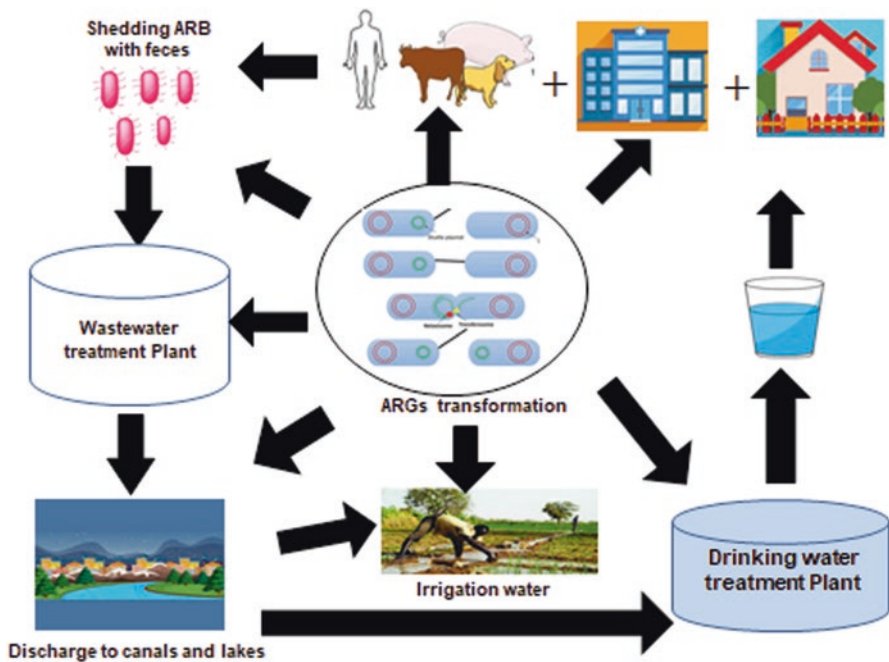 Shedding ARB
with feces
+
+
Wastewater
treatment Plant
ARGs transformation
Irrigation water
Drinking water
treatment Plant
Discharge to canals and lakes